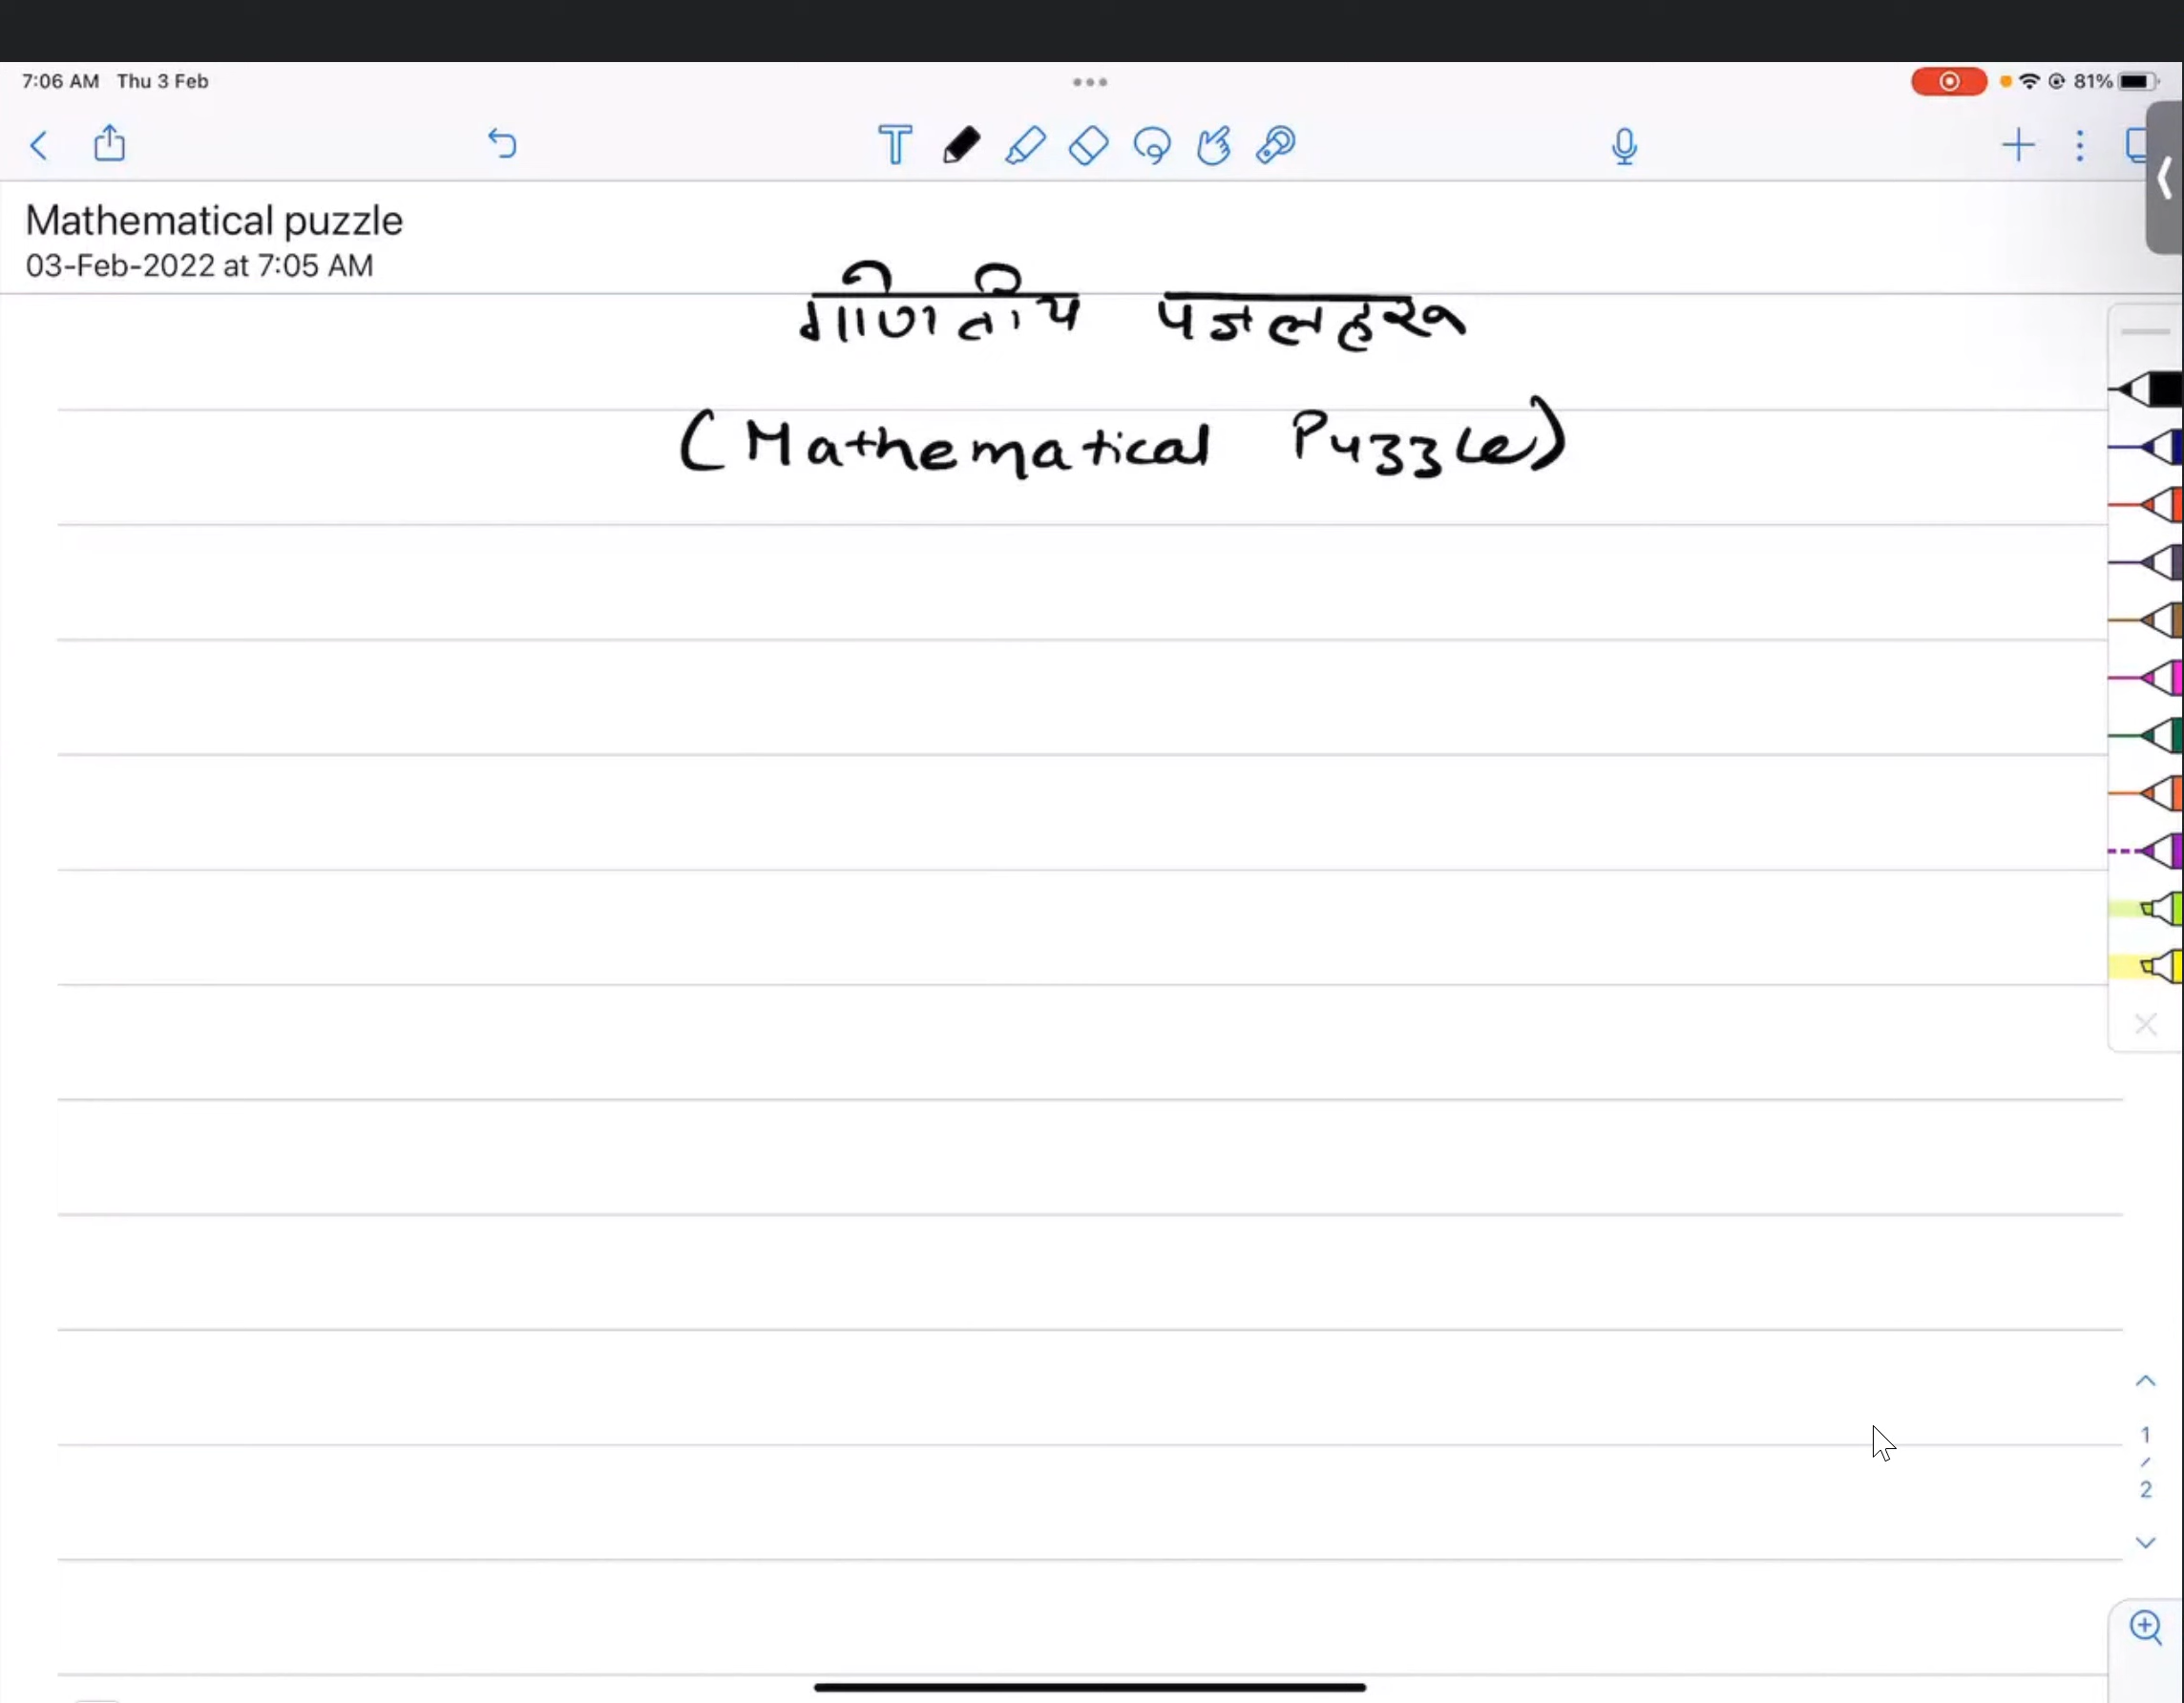 7:06 AM Thu 3 Feb
81%
Mathematical puzzle
03-Feb-2022 at 7:05 AM
गणितीय पजलहरू
(Mathematical Puzzle)
1
/
2